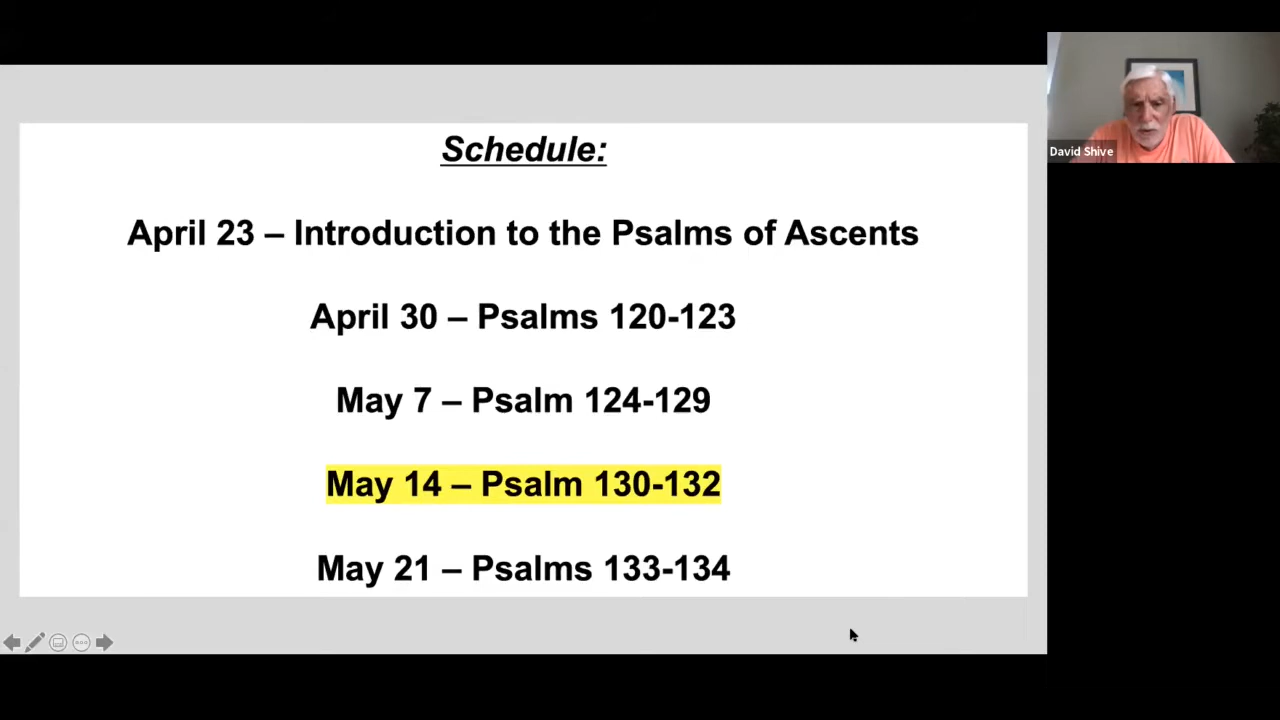 Schedule:
April 23 – Introduction to the Psalms of Ascents
April 30 – Psalms 120-123
May 7 – Psalm 124-129
May 14 – Psalm 130-132
May 21 – Psalms 133-134
David Shive